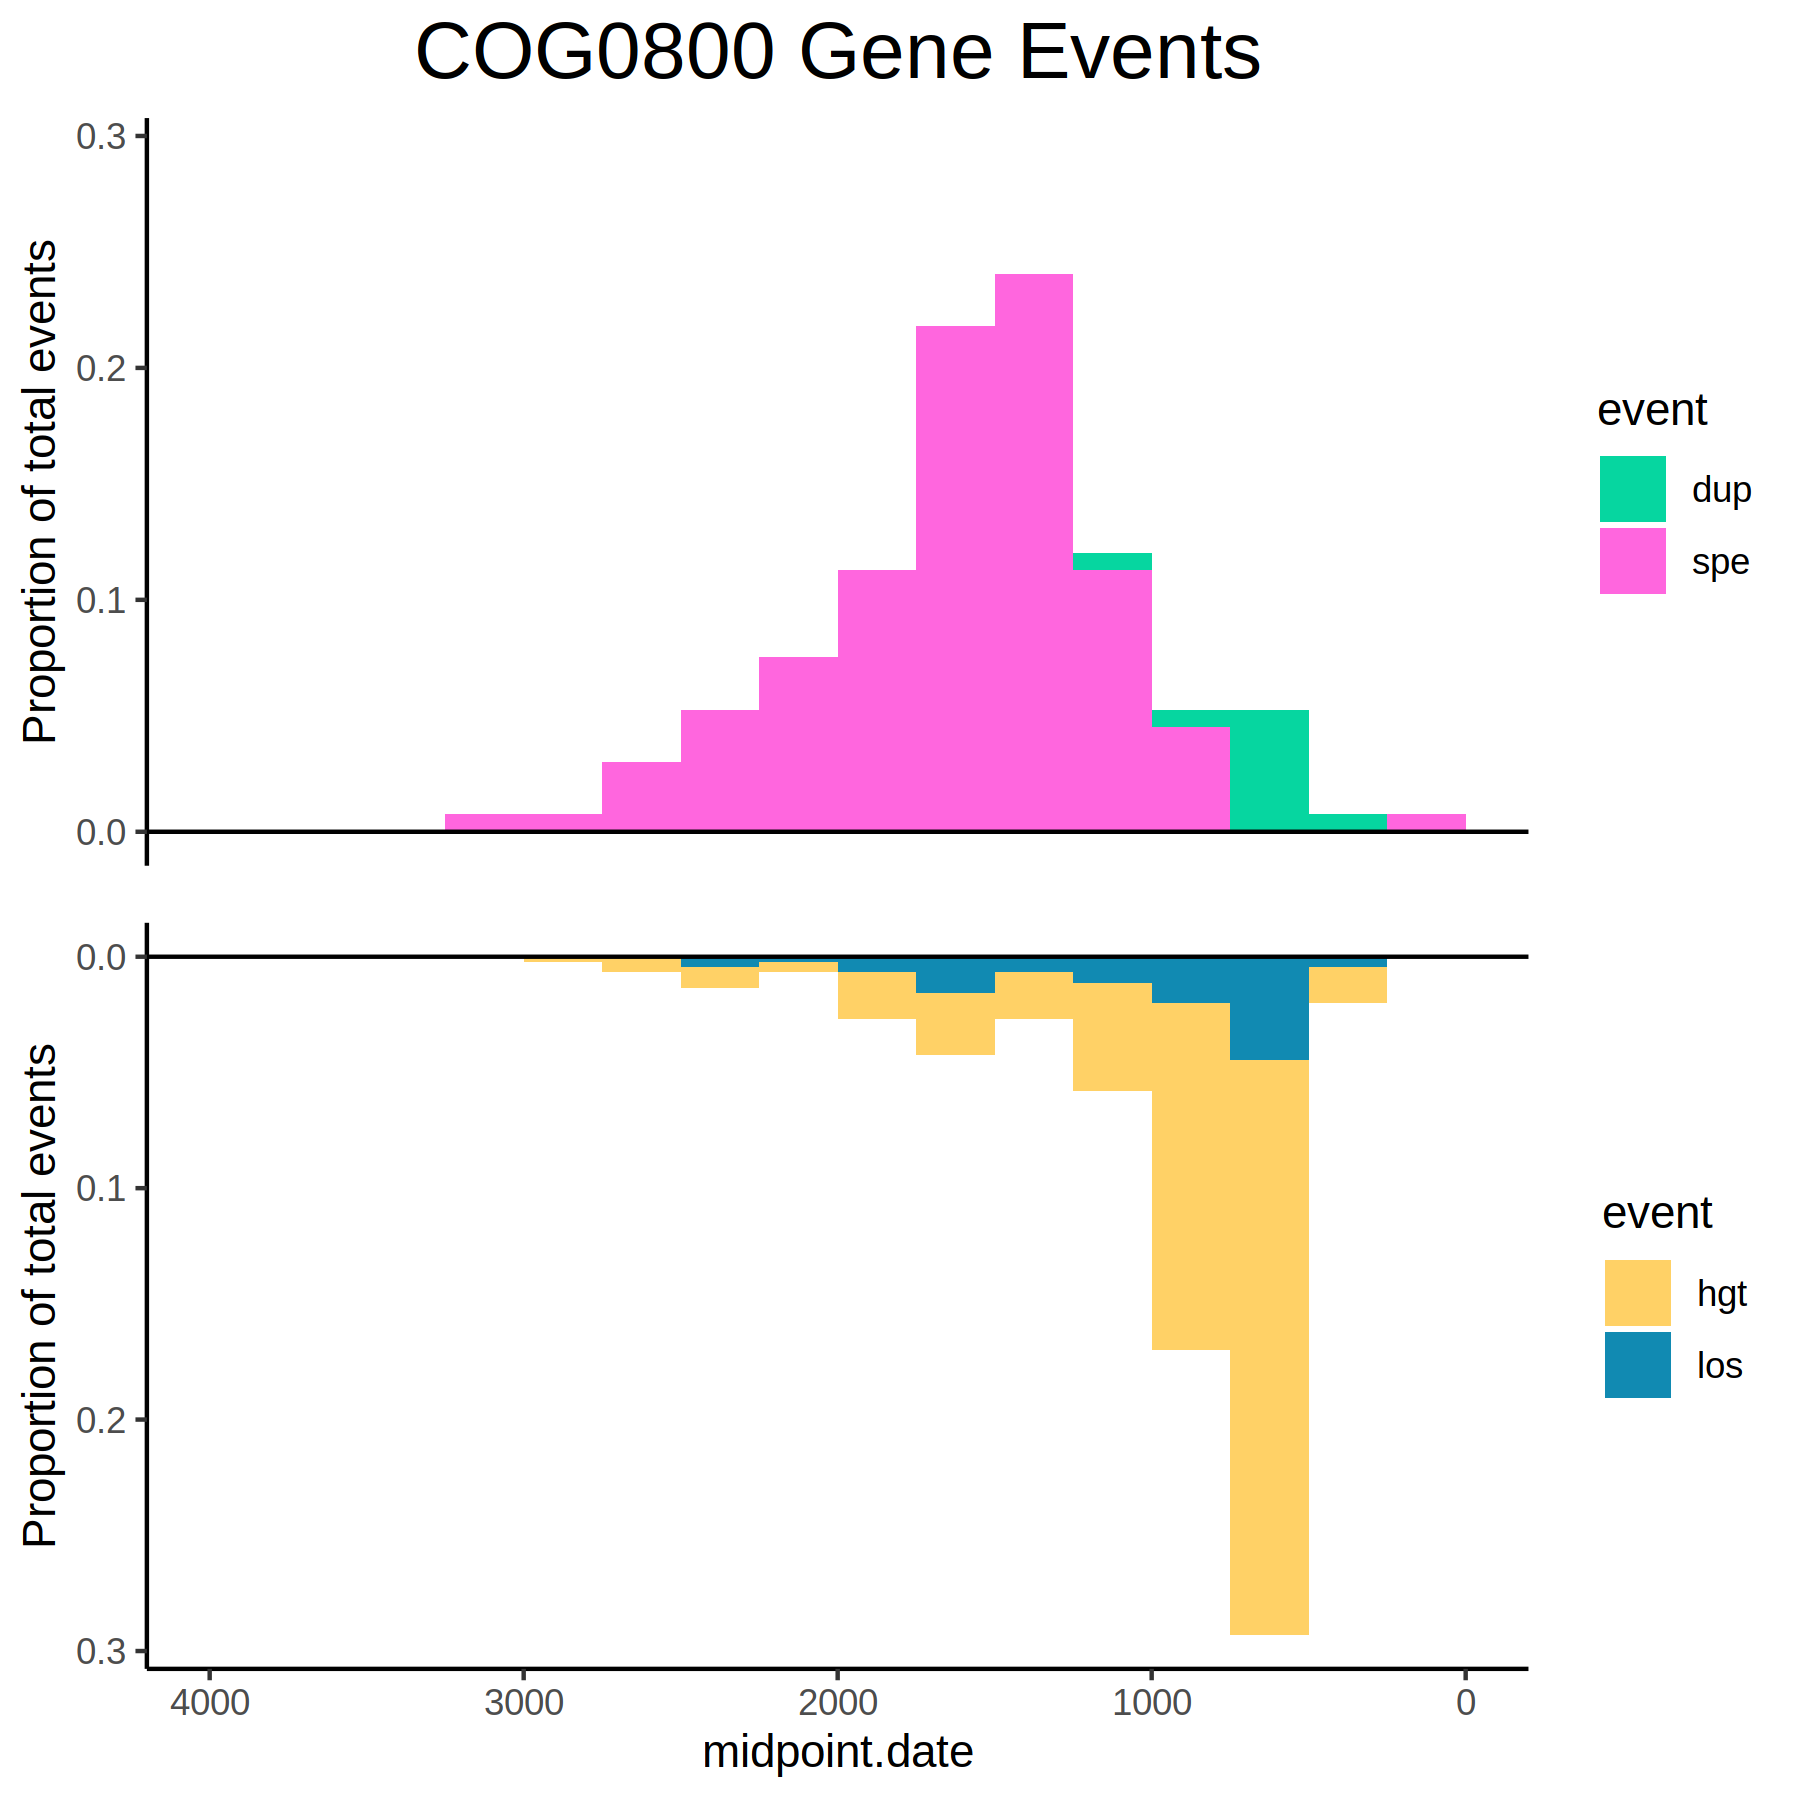 COG0800 Gene Events
0.3
0.2
0.1
0.0
Proportion of total events
event
dup
spe
0.0
0.1
0.2
0.3
Proportion of total events
event
hgt
los
4000 3000 2000 1000 0
midpoint.date